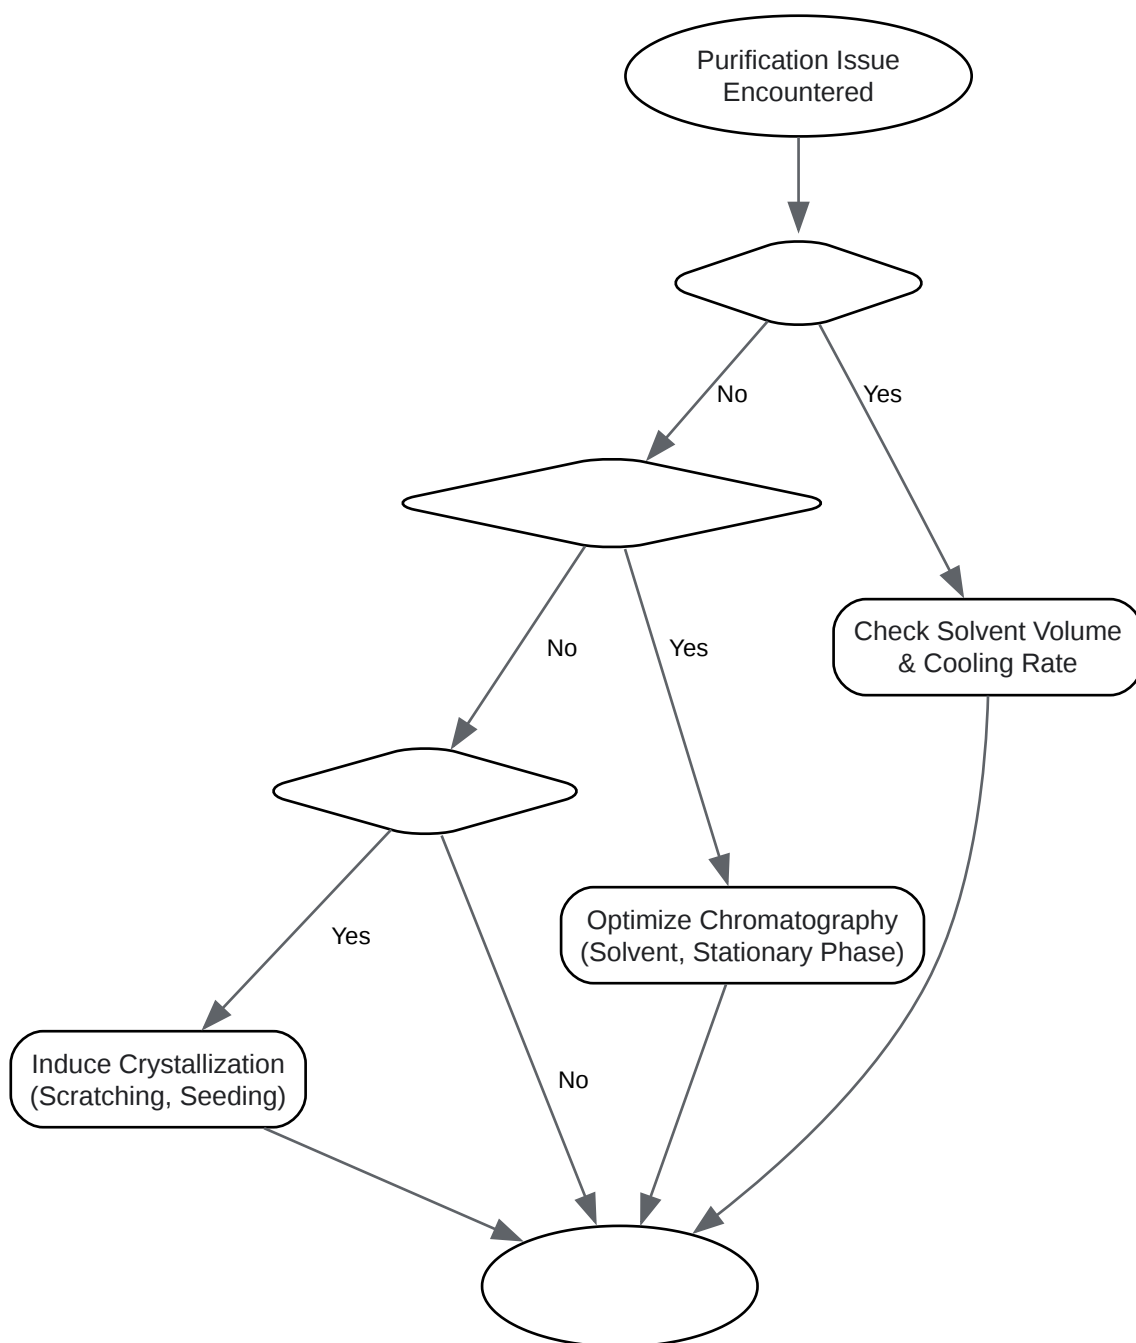 Purification Issue
Encountered
No
Yes
Check Solvent Volume
& Cooling Rate
No
Yes
Optimize Chromatography
(Solvent, Stationary Phase)
Yes
Induce Crystallization
(Scratching, Seeding)
No